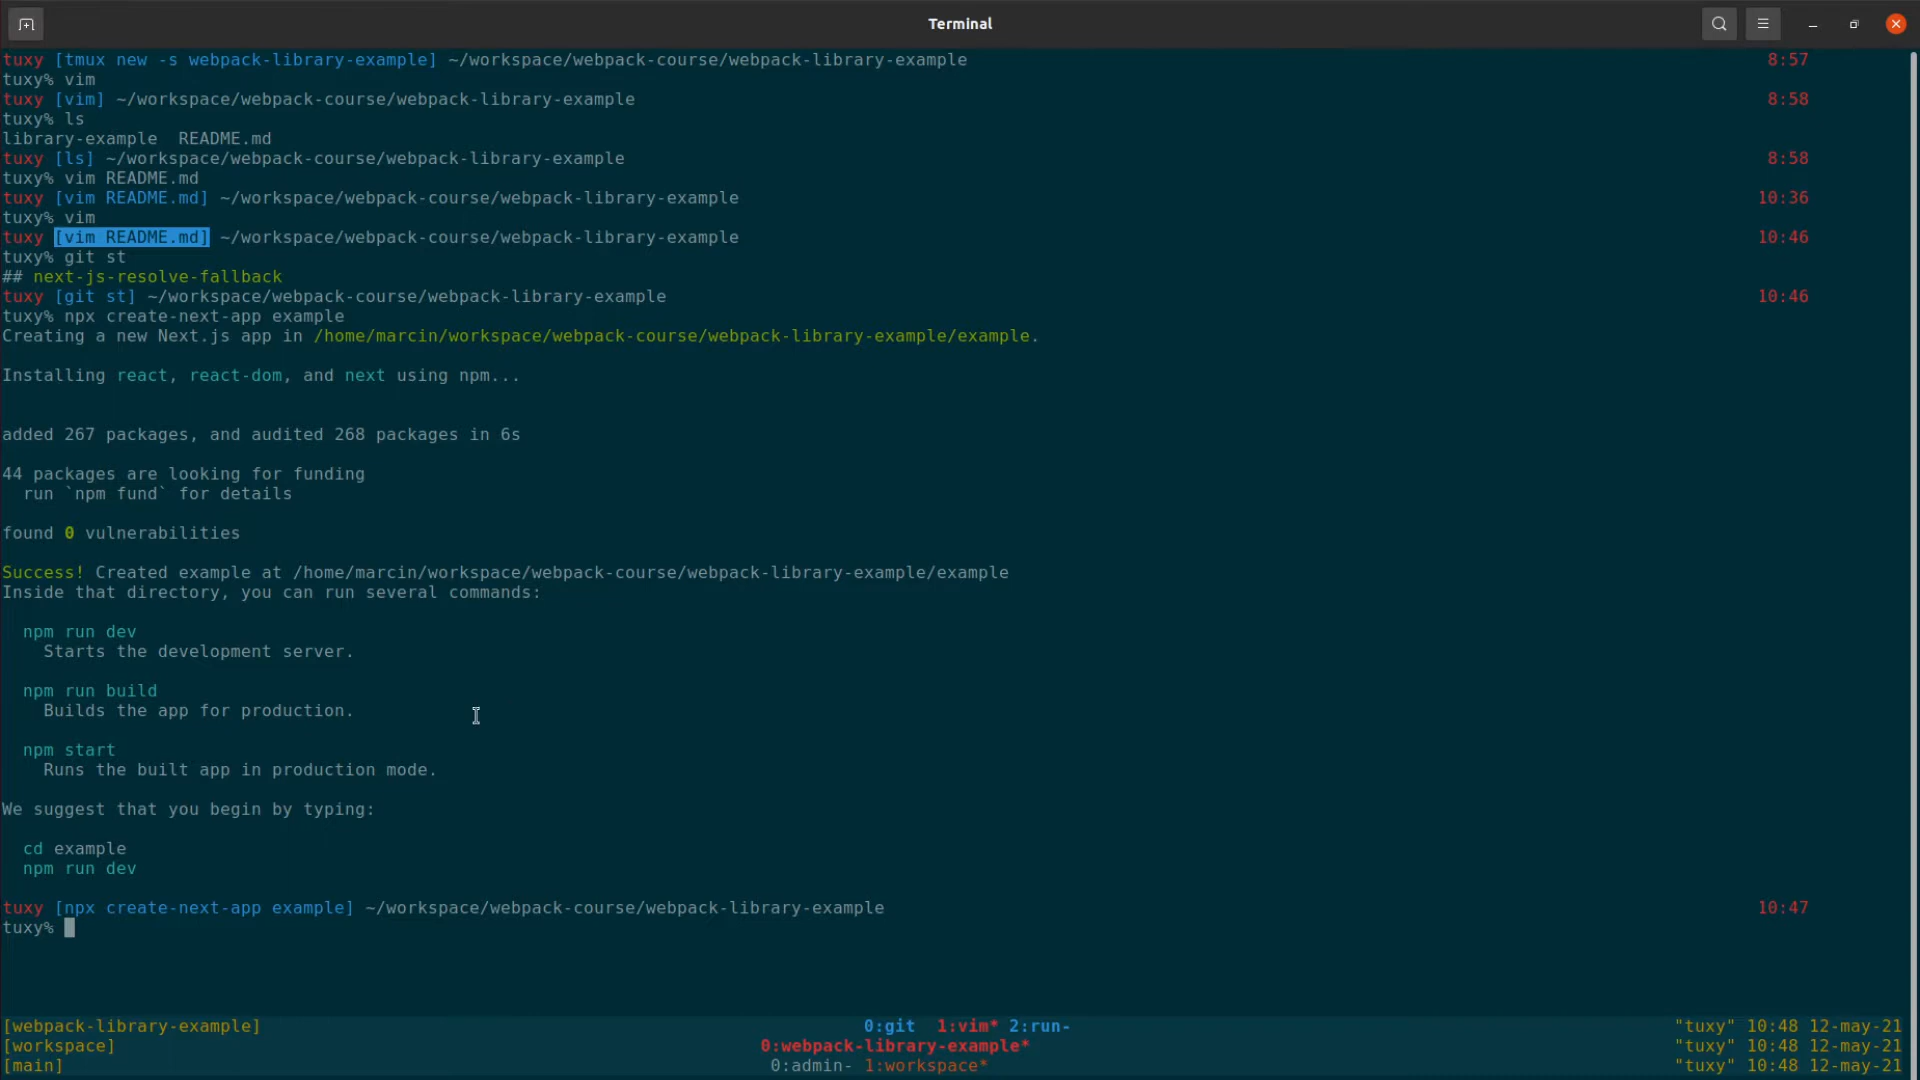 Terminal
tuxy [tmux new -s webpack-library-example] ~/workspace/webpack-course/webpack-library-example 8:57
tuxy% vim
tuxy [vim] ~/workspace/webpack-course/webpack-library-example 8:58
tuxy% ls
library-example  README.md
tuxy [ls] ~/workspace/webpack-course/webpack-library-example 8:58
tuxy% vim README.md
tuxy [vim README.md] ~/workspace/webpack-course/webpack-library-example 10:36
tuxy% vim
tuxy [vim README.md] ~/workspace/webpack-course/webpack-library-example 10:46
tuxy% git st
## next-js-resolve-fallback
tuxy [git st] ~/workspace/webpack-course/webpack-library-example 10:46
tuxy% npx create-next-app example
Creating a new Next.js app in /home/marcin/workspace/webpack-course/webpack-library-example/example.
Installing react, react-dom, and next using npm...
added 267 packages, and audited 268 packages in 6s
44 packages are looking for funding
  run `npm fund` for details
found 0 vulnerabilities
Success! Created example at /home/marcin/workspace/webpack-course/webpack-library-example/example
Inside that directory, you can run several commands:
  npm run dev
    Starts the development server.
  npm run build
    Builds the app for production.
  npm start
    Runs the built app in production mode.
We suggest that you begin by typing:
  cd example
  npm run dev
tuxy [npx create-next-app example] ~/workspace/webpack-course/webpack-library-example 10:47
tuxy%
[webpack-library-example] 0:git  1:vim* 2:run- "tuxy" 10:48 12-may-21
[workspace] 0:webpack-library-example* "tuxy" 10:48 12-may-21
[main] 0:admin- 1:workspace* "tuxy" 10:48 12-may-21